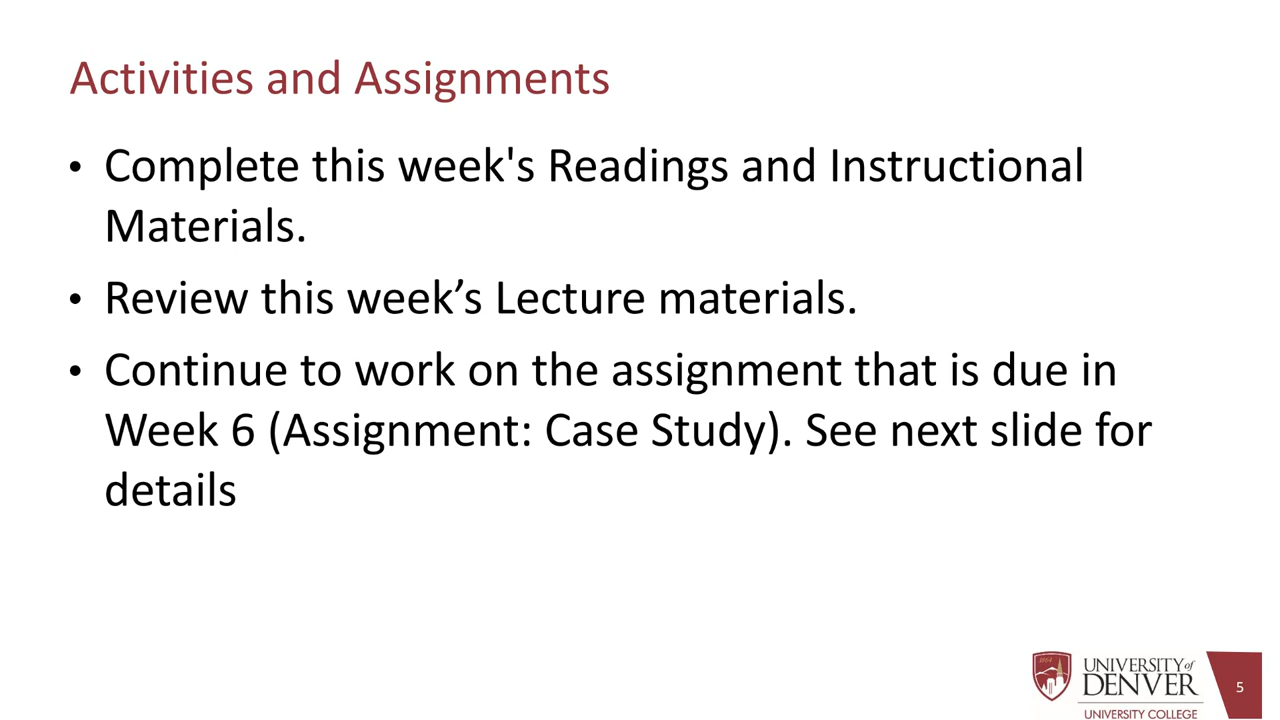 Activities and Assignments
• Complete this week's Readings and Instructional
Materials.
• Review this week’s Lecture materials.
• Continue to work on the assignment that is due in
Week 6 (Assignment: Case Study). See next slide for
details
1864
UNIVERSITY of
DENVER
UNIVERSITY COLLEGE
5